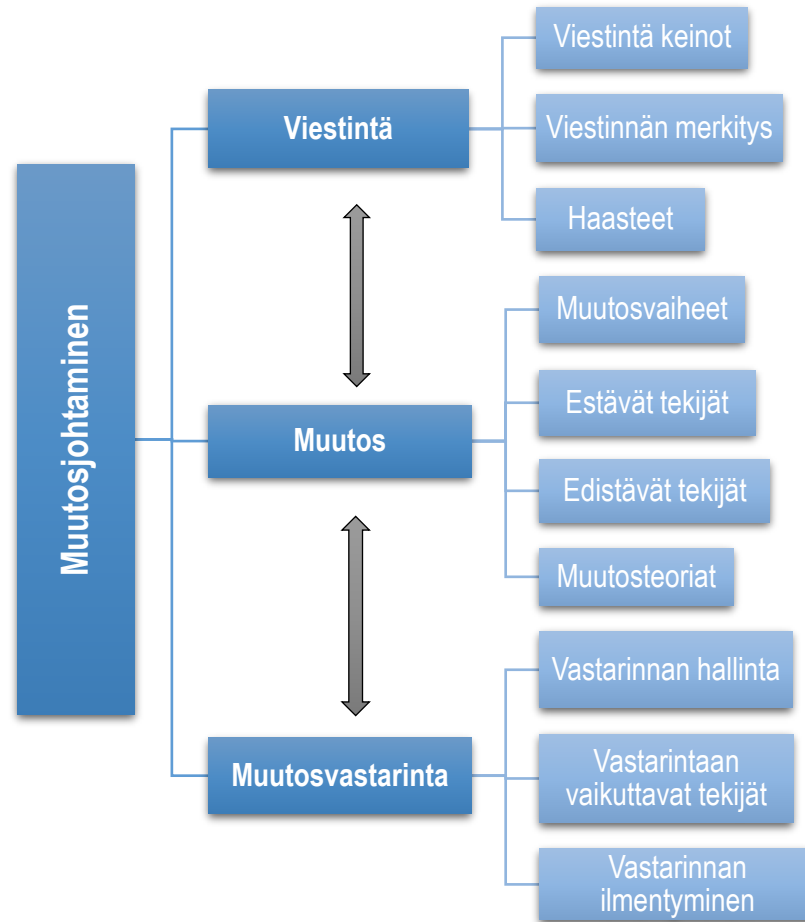 Muutosjohtaminen
Viestintä
Viestintä keinot
Viestinnän merkitys
Haasteet
Muutos
Muutosvaiheet
Estävät tekijät
Edistävät tekijät
Muutosteoriat
Muutosvastarinta
Vastarinnan hallinta
Vastarintaan
vaikuttavat tekijät
Vastarinnan
ilmentyminen